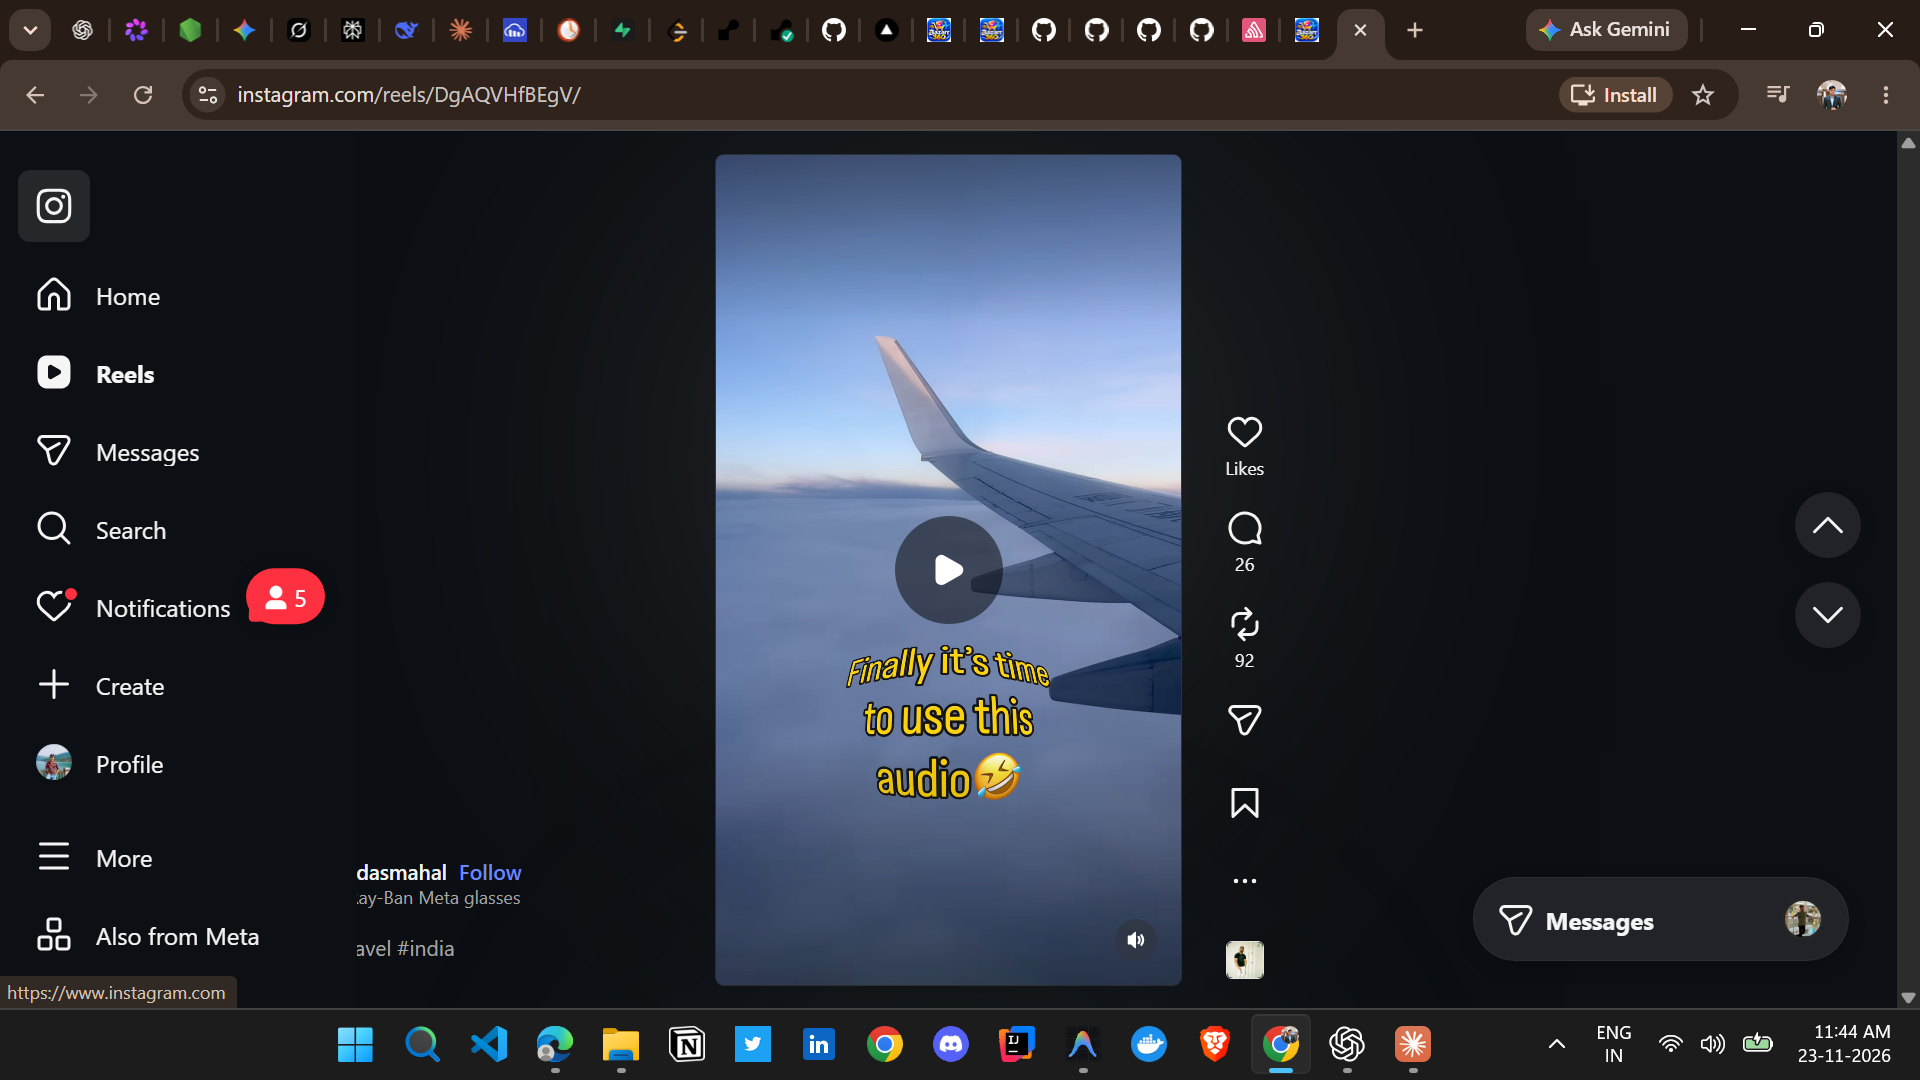 Ask Gemini
instagram.com/reels/DgAQVHfBEgV/
Install
Home
Reels
Messages
Search
Notifications
5
Create
Profile
More
Also from Meta
https://www.instagram.com
dasmahal Follow
Ray-Ban Meta glasses
avel #india
Finally it's time
to use this
audio🤣
Likes
26
92
Messages
ENG
IN
11:44 AM
23-11-2026